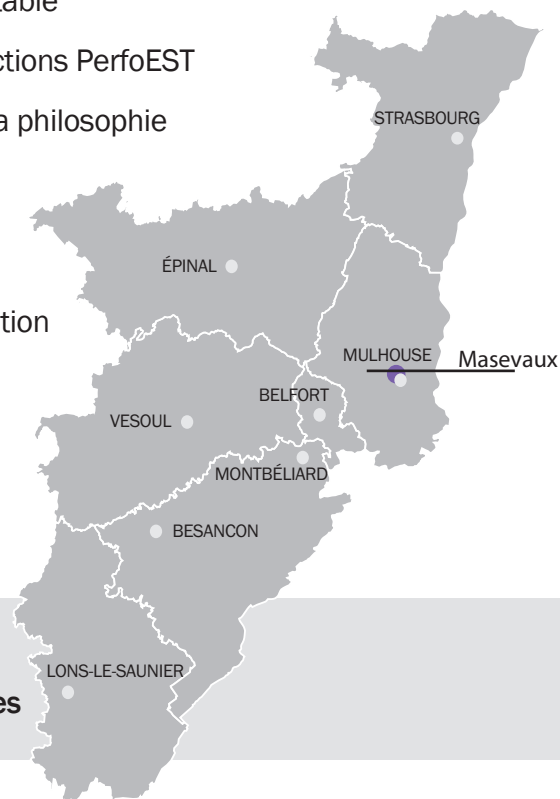 table
ctions PerfoEST
a philosophie
STRASBOURG
ÉPINAL
tion
MULHOUSE
Masevaux
BELFORT
VESOUL
MONTBÉLIARD
BESANCON
LONS-LE-SAUNIER
es